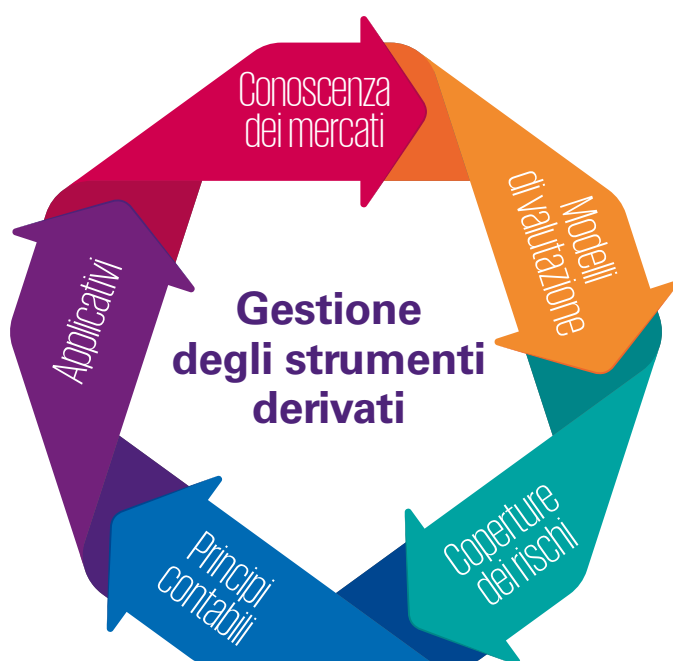 Conoscenza
dei mercati
Modelli
di valutazione
Coperture
dei rischi
Principi
contabili
Applicativi
Gestione
degli strumenti
derivati